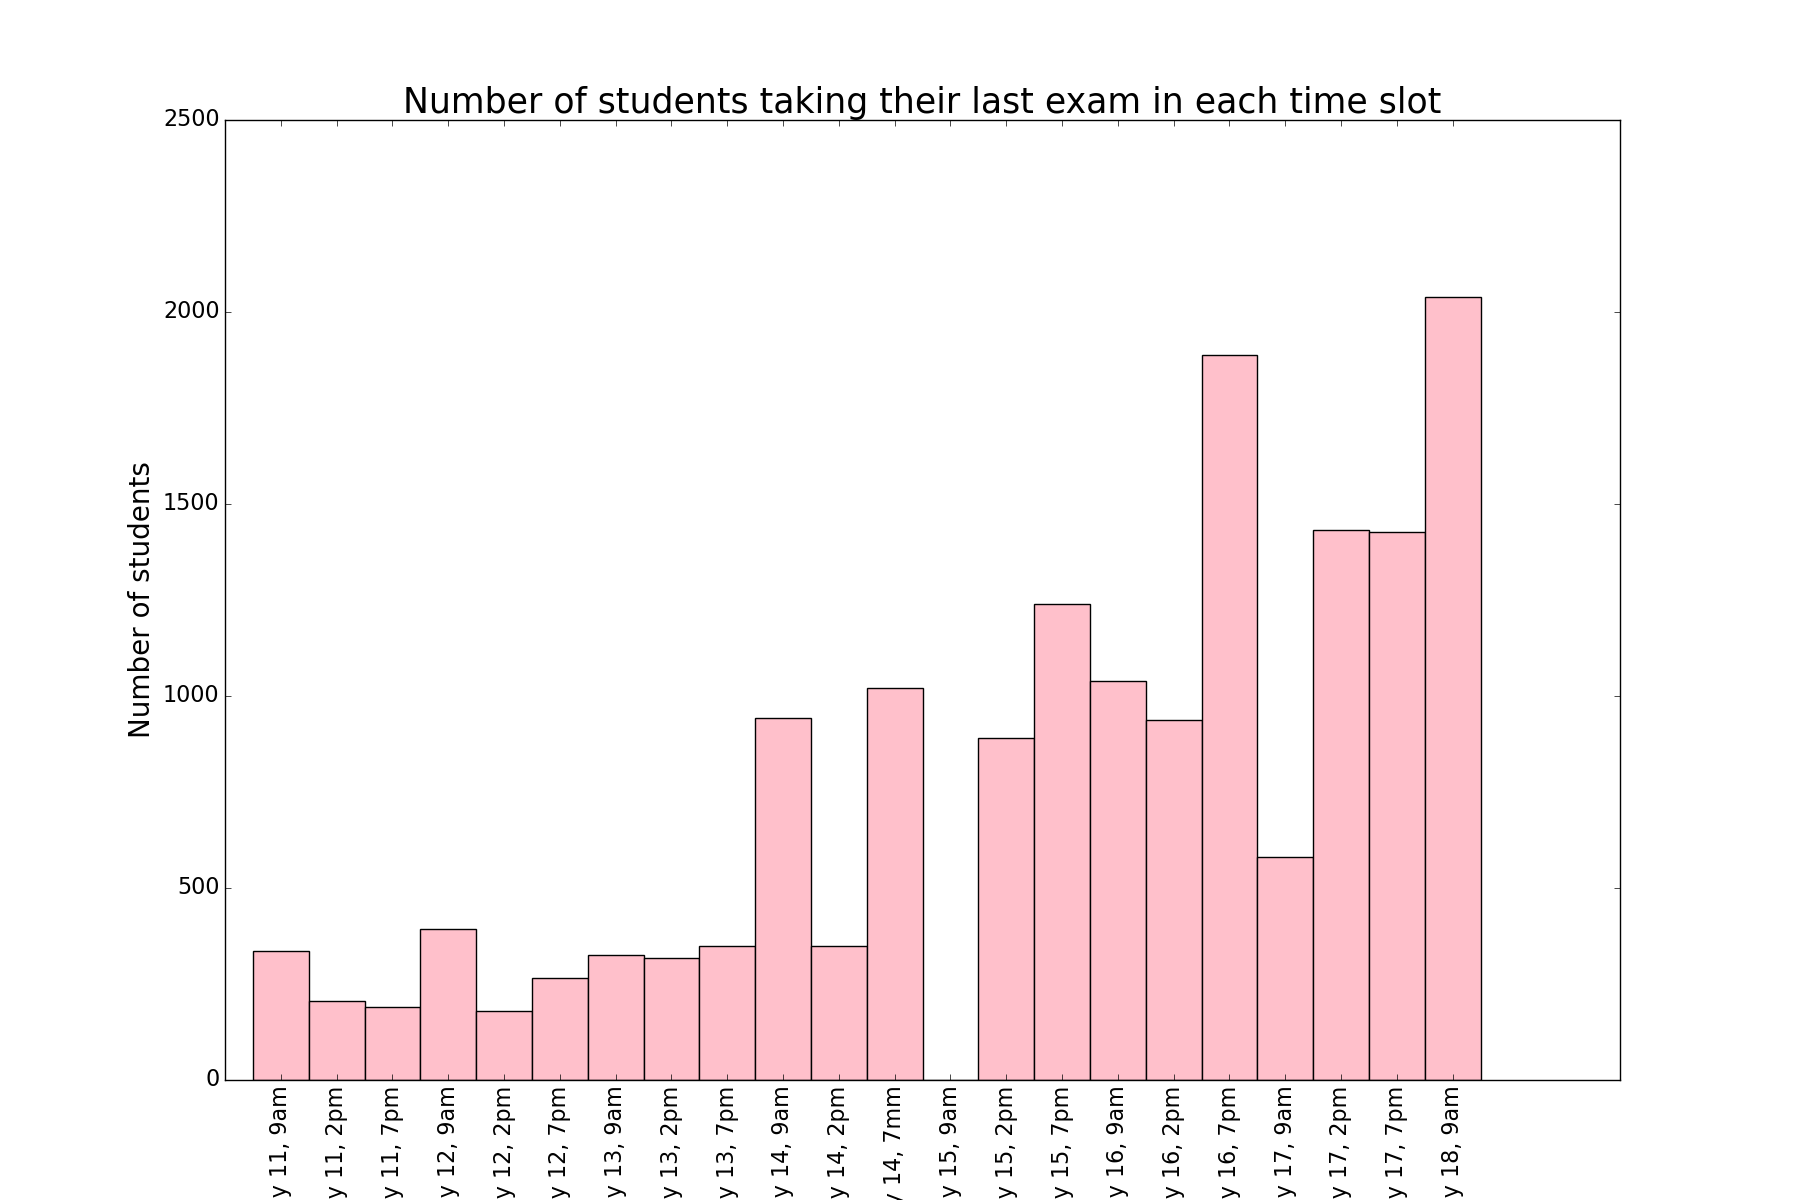 Number of students taking their last exam in each time slot
Number of students
2500
2000
1500
1000
500
0
y 11, 9am
y 11, 2pm
y 11, 7pm
y 12, 9am
y 12, 2pm
y 12, 7pm
y 13, 9am
y 13, 2pm
y 13, 7pm
y 14, 9am
y 14, 2pm
y 14, 7mm
y 15, 9am
y 15, 2pm
y 15, 7pm
y 16, 9am
y 16, 2pm
y 16, 7pm
y 17, 9am
y 17, 2pm
y 17, 7pm
y 18, 9am